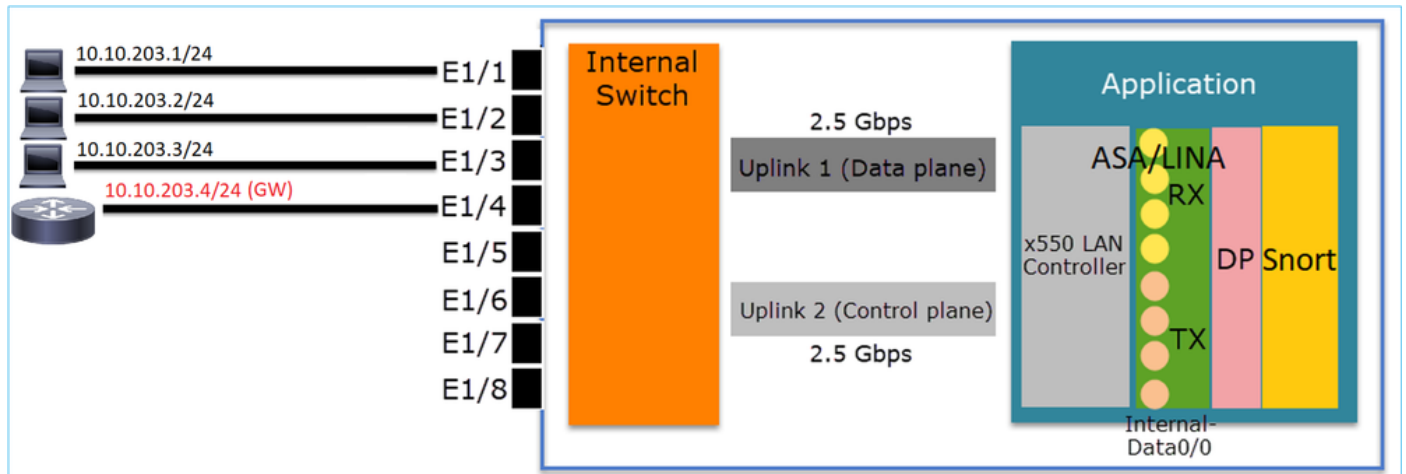 10.10.203.1/24
10.10.203.2/24
10.10.203.3/24
10.10.203.4/24 (GW)
E1/1
E1/2
E1/3
E1/4
E1/5
E1/6
E1/7
E1/8
Internal
Switch
2.5 Gbps
Uplink 1 (Data plane)
Uplink 2 (Control plane)
2.5 Gbps
Application
x550 LAN
Controller
ASA/LINA
RX
TX
DP
Snort
Internal-
Data0/0